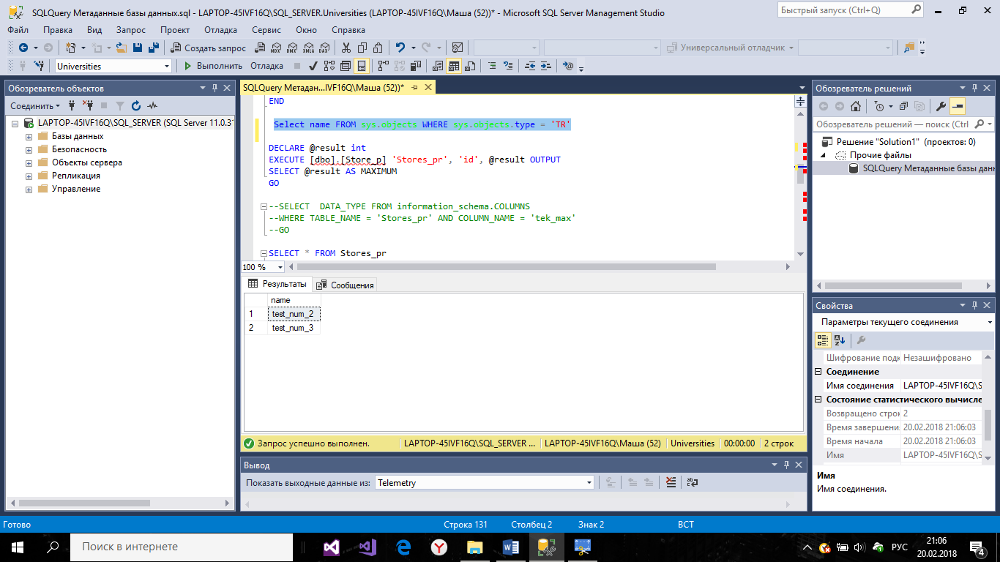 SQLQuery Метаданные базы данных.sql - LAPTOP-45IVF16Q\SQL_SERVER.Universities (LAPTOP-45IVF16Q\Маша (52))* - Microsoft SQL Server Management Studio
Быстрый запуск (Ctrl+Q)
Файл Правка Вид Запрос Проект Отладка Сервис Окно Справка
Создать запрос MDX DMX XMLA DAX Универсальный отладчик
Universities Выполнить Отладка
Обозреватель объектов
Соединить
LAPTOP-45IVF16Q\SQL_SERVER (SQL Server 11.0.31
Базы данных
Безопасность
Объекты сервера
Репликация
Управление
SQLQuery Метадан...IVF16Q\Маша (52))*
END
Select name FROM sys.objects WHERE sys.objects.type = 'TR'
DECLARE @result int
EXECUTE [dbo].[Store_p] 'Stores_pr', 'id', @result OUTPUT
SELECT @result AS MAXIMUM
GO
--SELECT  DATA_TYPE FROM information_schema.COLUMNS
--WHERE TABLE_NAME = 'Stores_pr' AND COLUMN_NAME = 'tek_max'
--GO
SELECT * FROM Stores_pr
100 %
Результаты Сообщения
name
1 test_num_2
2 test_num_3
Запрос успешно выполнен. LAPTOP-45IVF16Q\SQL_SERVER ... LAPTOP-45IVF16Q\Маша (52) Universities 00:00:00 2 строк
Вывод
Показать выходные данные из: Telemetry
Обозреватель решений
Обозреватель решений — поиск (Ctrl
Решение "Solution1" (проектов: 0)
Прочие файлы
SQLQuery Метаданные базы данн
Свойства
Параметры текущего соединения
Шифрование подк Незашифровано
Соединение
Имя соединения LAPTOP-45IVF16Q\S
Состояние статистического вычисле
Возвращено строк 2
Время завершени 20.02.2018 21:06:03
Время начала 20.02.2018 21:06:03
Имя LAPTOP-45IVF16Q\S
Имя
Имя соединения.
Готово Строка 131 Столбец 2 Знак 2 ВСТ
Поиск в интернете
РУС
21:06
20.02.2018
4